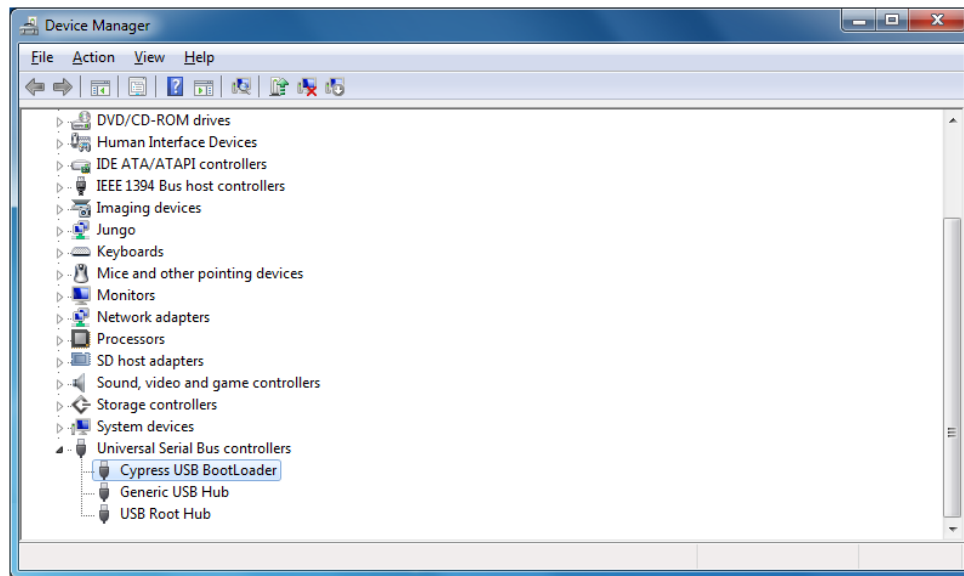 Device Manager
File Action View Help
DVD/CD-ROM drives
Human Interface Devices
IDE ATA/ATAPI controllers
IEEE 1394 Bus host controllers
Imaging devices
Jungo
Keyboards
Mice and other pointing devices
Monitors
Network adapters
Processors
SD host adapters
Sound, video and game controllers
Storage controllers
System devices
Universal Serial Bus controllers
Cypress USB BootLoader
Generic USB Hub
USB Root Hub